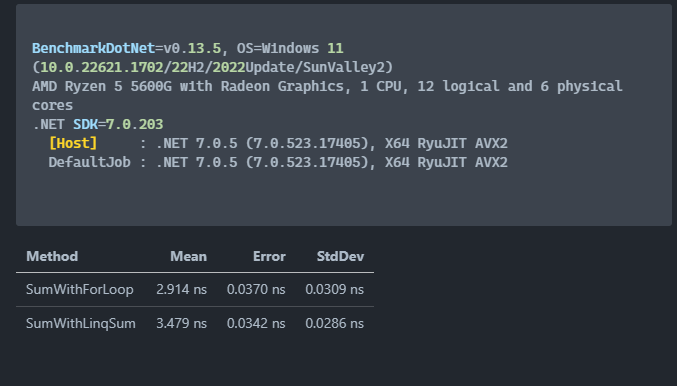 BenchmarkDotNet=v0.13.5, OS=Windows 11
(10.0.22621.1702/22H2/2022Update/SunValley2)
AMD Ryzen 5 5600G with Radeon Graphics, 1 CPU, 12 logical and 6 physical
cores
.NET SDK=7.0.203
[Host]     : .NET 7.0.5 (7.0.523.17405), X64 RyuJIT AVX2
DefaultJob : .NET 7.0.5 (7.0.523.17405), X64 RyuJIT AVX2
Method Mean Error StdDev
SumWithForLoop 2.914 ns 0.0370 ns 0.0309 ns
SumWithLinqSum 3.479 ns 0.0342 ns 0.0286 ns